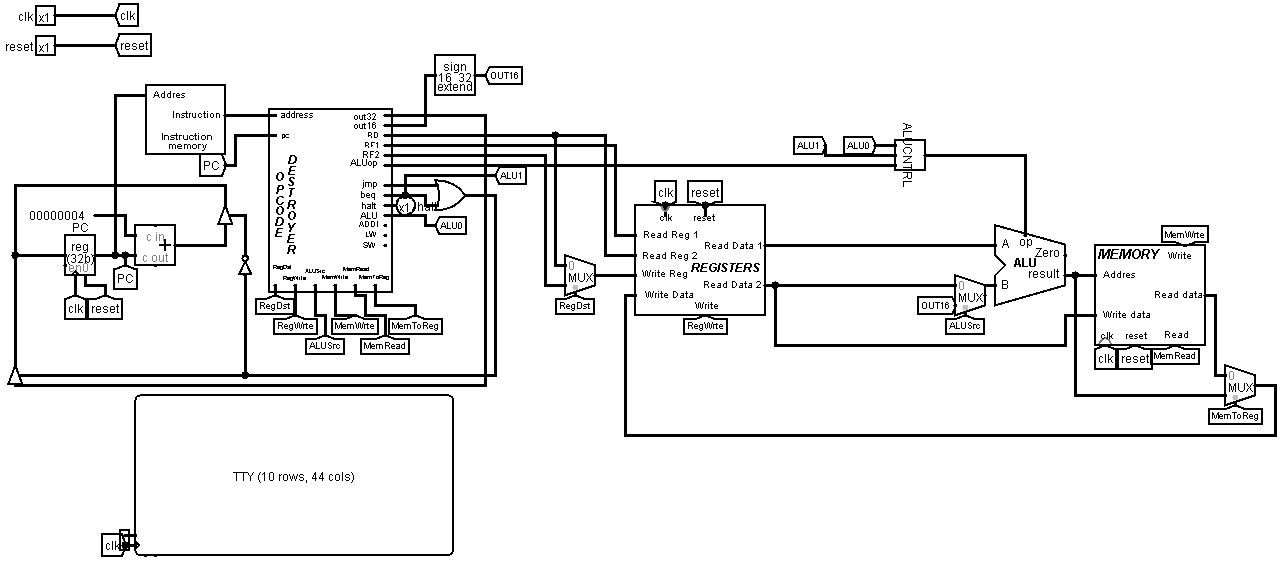 clk x1 clk
reset x1 reset
sign
16 32
extend
OUT16
Addres
Instruction
Instruction
memory
PC
address
pc
OPCODE
DESTROYER
out32
out16
RD
RF1
RF2
ALUop
jmp
beq
halt
ALU
ADDI
LW
SW
RegDst
RegWrte
ALUSrc
MemWrte
MemRead
MemToReg
ALU1
x1 halt
ALU0
RegDst
RegWrte
ALUSrc
MemWrte
MemRead
MemToReg
00000004
PC
reg
(32b)
en0
c in
+
c out
PC
clk
reset
0
MUX
RegDst
clk
reset
clk
reset
Read Reg 1
Read Reg 2
Write Reg
Write Data
Read Data 1
REGISTERS
Read Data 2
Write
RegWrte
ALU1
ALU0
ALUCNTRL
0
MUX
OUT16
ALUSrc
A
B
op
Zero
ALU
result
MemWrte
Write
MEMORY
Addres
Read data
Write data
clk
reset
Read
clk
reset
MemRead
0
MUX
MemToReg
TTY (10 rows, 44 cols)
clk